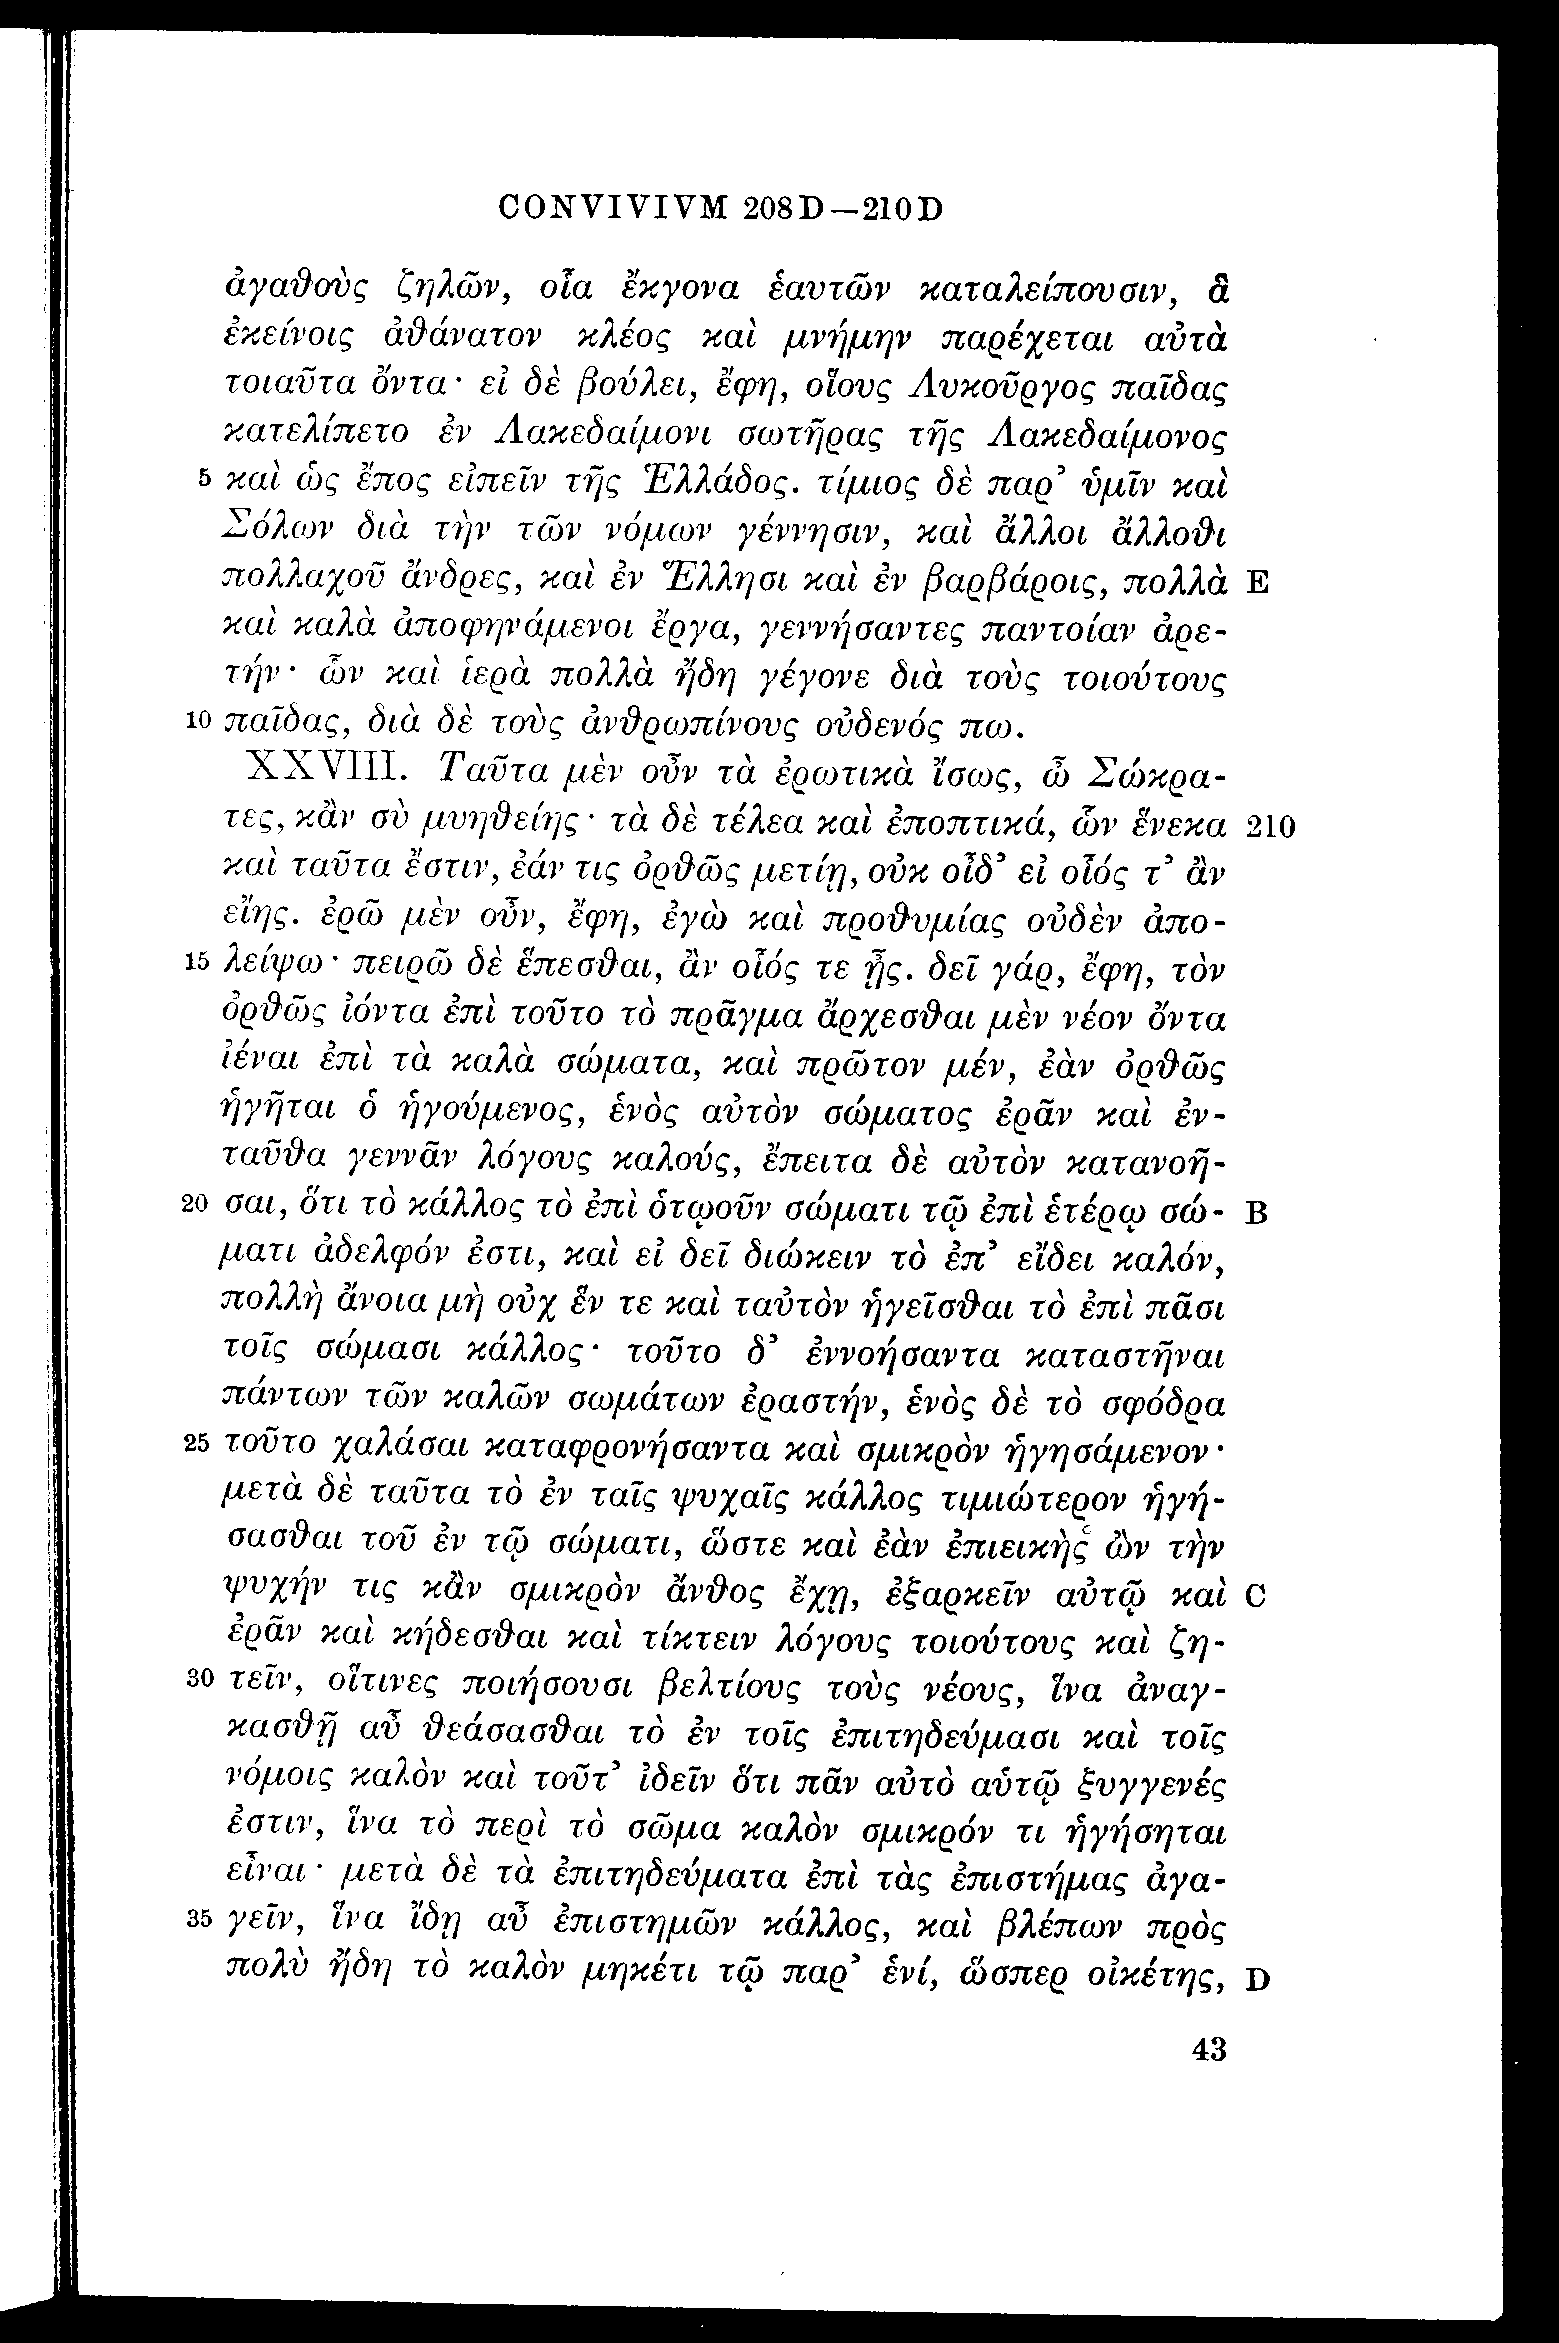 CONVIVIVM 208 D—210 D
ἀγαθοὺς ζηλῶν, οἷα ἔκγονα ἑαυτῶν καταλείπουσιν, ἃ
ἐκείνοις ἀθάνατον κλέος καὶ μνήμην παρέχεται αὐτὰ
τοιαῦτα ὄντα· εἰ δὲ βούλει, ἔφη, οἵους Λυκοῦργος παῖδας
κατελίπετο ἐν Λακεδαίμονι σωτῆρας τῆς Λακεδαίμονος
5 καὶ ὡς ἔπος εἰπεῖν τῆς Ἑλλάδος. τίμιος δὲ παρ’ ὑμῖν καὶ
Σόλων διὰ τὴν τῶν νόμων γέννησιν, καὶ ἄλλοι ἄλλοθι
πολλαχοῦ ἄνδρες, καὶ ἐν Ἕλλησι καὶ ἐν βαρβάροις, πολλὰ E
καὶ καλὰ ἀποφηνάμενοι ἔργα, γεννήσαντες παντοίαν ἀρε-
τήν· ὧν καὶ ἱερὰ πολλὰ ἤδη γέγονε διὰ τοὺς τοιούτους
10 παῖδας, διὰ δὲ τοὺς ἀνθρωπίνους οὐδενός πω.
XXVIII. Ταῦτα μὲν οὖν τὰ ἐρωτικὰ ἴσως, ὦ Σώκρα-
τες, κἂν σὺ μυηθείης· τὰ δὲ τέλεα καὶ ἐποπτικά, ὧν ἕνεκα 210
καὶ ταῦτα ἔστιν, ἐάν τις ὀρθῶς μετίῃ, οὐκ οἶδ’ εἰ οἷός τ’ ἂν
εἴης. ἐρῶ μὲν οὖν, ἔφη, ἐγὼ καὶ προθυμίας οὐδὲν ἀπο-
15 λείψω· πειρῶ δὲ ἕπεσθαι, ἂν οἷός τε ᾖς. δεῖ γάρ, ἔφη, τὸν
ὀρθῶς ἰόντα ἐπὶ τοῦτο τὸ πρᾶγμα ἄρχεσθαι μὲν νέον ὄντα
ἰέναι ἐπὶ τὰ καλὰ σώματα, καὶ πρῶτον μέν, ἐὰν ὀρθῶς
ἡγῆται ὁ ἡγούμενος, ἑνὸς αὐτὸν σώματος ἐρᾶν καὶ ἐν-
ταῦθα γεννᾶν λόγους καλούς, ἔπειτα δὲ αὐτὸν κατανοῆ-
20 σαι, ὅτι τὸ κάλλος τὸ ἐπὶ ὁτῳοῦν σώματι τῷ ἐπὶ ἑτέρῳ σώ- B
ματι ἀδελφόν ἐστι, καὶ εἰ δεῖ διώκειν τὸ ἐπ’ εἴδει καλόν,
πολλὴ ἄνοια μὴ οὐχ ἕν τε καὶ ταὐτὸν ἡγεῖσθαι τὸ ἐπὶ πᾶσι
τοῖς σώμασι κάλλος· τοῦτο δ’ ἐννοήσαντα καταστῆναι
πάντων τῶν καλῶν σωμάτων ἐραστήν, ἑνὸς δὲ τὸ σφόδρα
25 τοῦτο χαλάσαι καταφρονήσαντα καὶ σμικρὸν ἡγησάμενον·
μετὰ δὲ ταῦτα τὸ ἐν ταῖς ψυχαῖς κάλλος τιμιώτερον ἡγή-
σασθαι τοῦ ἐν τῷ σώματι, ὥστε καὶ ἐὰν ἐπιεικὴς ὢν τὴν
ψυχήν τις κἂν σμικρὸν ἄνθος ἔχῃ, ἐξαρκεῖν αὐτῷ καὶ C
ἐρᾶν καὶ κήδεσθαι καὶ τίκτειν λόγους τοιούτους καὶ ζη-
30 τεῖν, οἵτινες ποιήσουσι βελτίους τοὺς νέους, ἵνα ἀναγ-
κασθῇ αὖ θεάσασθαι τὸ ἐν τοῖς ἐπιτηδεύμασι καὶ τοῖς
νόμοις καλὸν καὶ τοῦτ’ ἰδεῖν ὅτι πᾶν αὐτὸ αὑτῷ ξυγγενές
ἐστιν, ἵνα τὸ περὶ τὸ σῶμα καλὸν σμικρόν τι ἡγήσηται
εἶναι· μετὰ δὲ τὰ ἐπιτηδεύματα ἐπὶ τὰς ἐπιστήμας ἀγα-
35 γεῖν, ἵνα ἴδῃ αὖ ἐπιστημῶν κάλλος, καὶ βλέπων πρὸς
πολὺ ἤδη τὸ καλὸν μηκέτι τῷ παρ’ ἑνί, ὥσπερ οἰκέτης, D
43